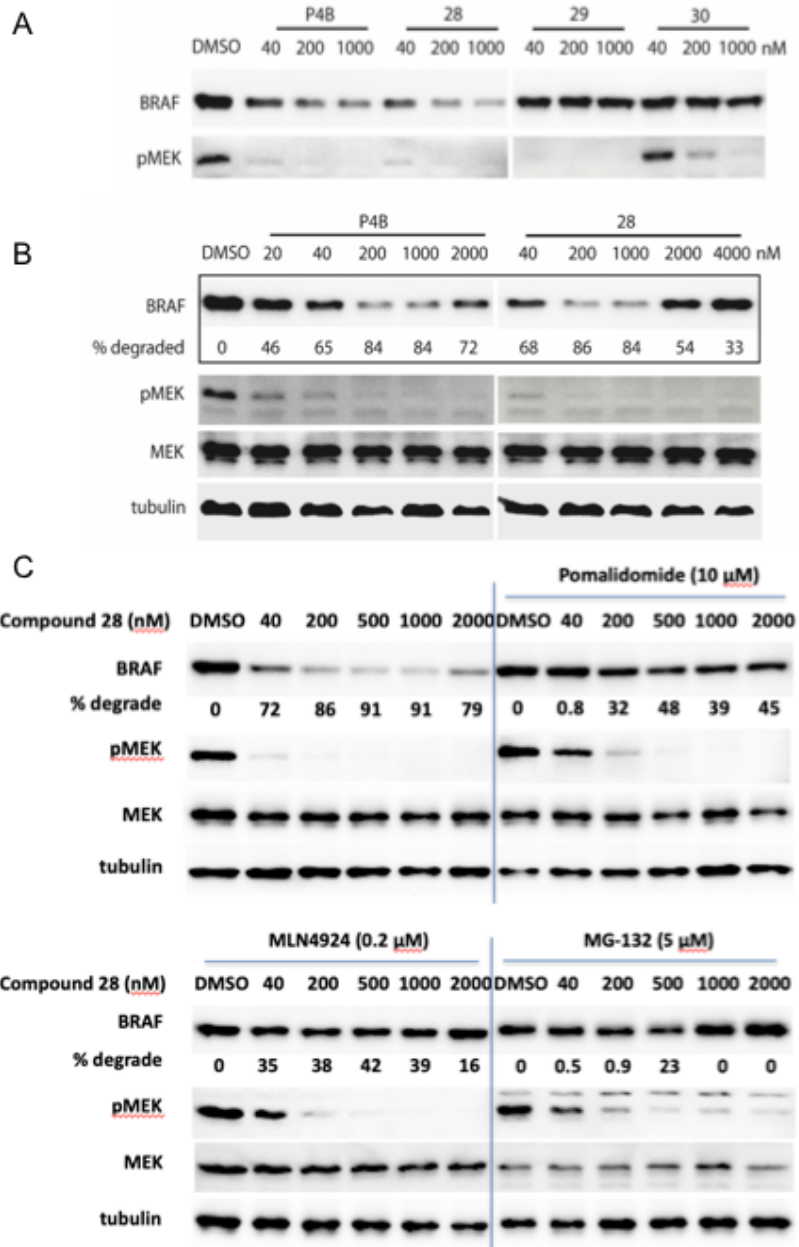 A
P4B 28 29 30
DMSO 40 200 1000 40 200 1000 40 200 1000 40 200 1000 nM
BRAF
pMEK
P4B 28
B
DMSO 20 40 200 1000 2000 40 200 1000 2000 4000 nM
BRAF
% degraded 0 46 65 84 84 72 68 86 84 54 33
pMEK
MEK
tubulin
C
Pomalidomide (10 µM)
Compound 28 (nM) DMSO 40 200 500 1000 2000 DMSO 40 200 500 1000 2000
BRAF
% degrade 0 72 86 91 91 79 0 0.8 32 48 39 45
pMEK
MEK
tubulin
MLN4924 (0.2 µM) MG-132 (5 µM)
Compound 28 (nM) DMSO 40 200 500 1000 2000 DMSO 40 200 500 1000 2000
BRAF
% degrade 0 35 38 42 39 16 0 0.5 0.9 23 0 0
pMEK
MEK
tubulin